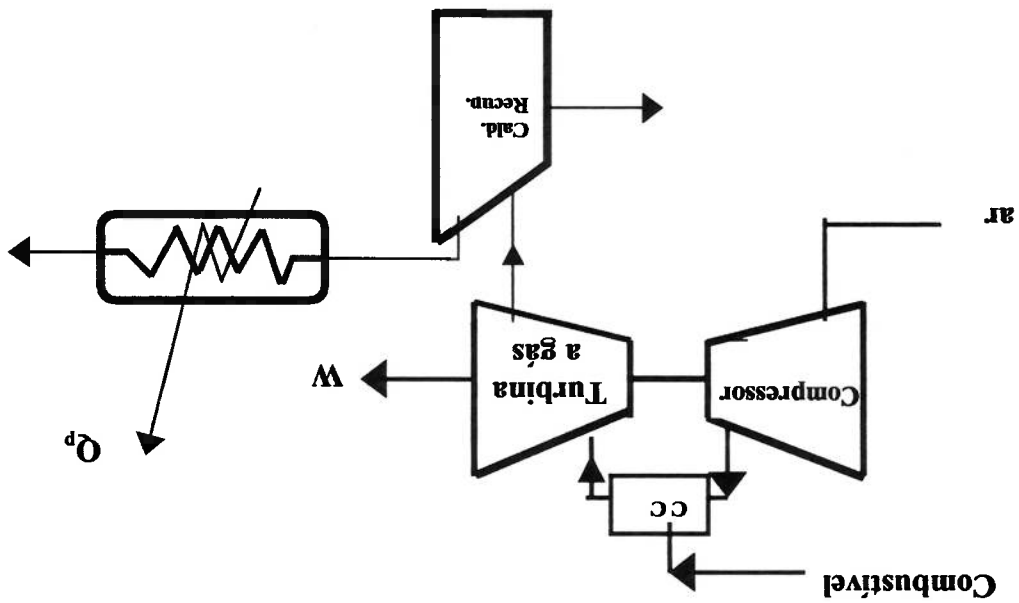 Combustível
CC
Compressor
Turbina
a gás
W
Qp
ar
Cald.
Recup.